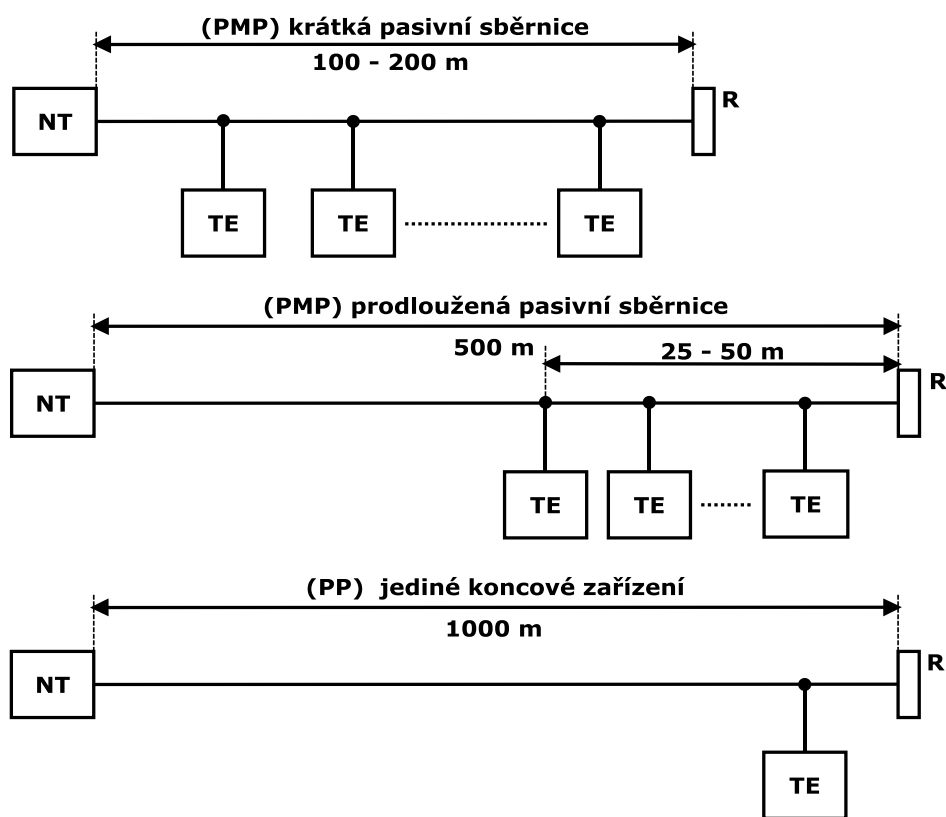 (PMP) krátká pasivní sběrnice
100 - 200 m
R
NT
TE TE TE
(PMP) prodloužená pasivní sběrnice
500 m 25 - 50 m
R
NT
TE TE TE
(PP) jediné koncové zařízení
1000 m
R
NT
TE